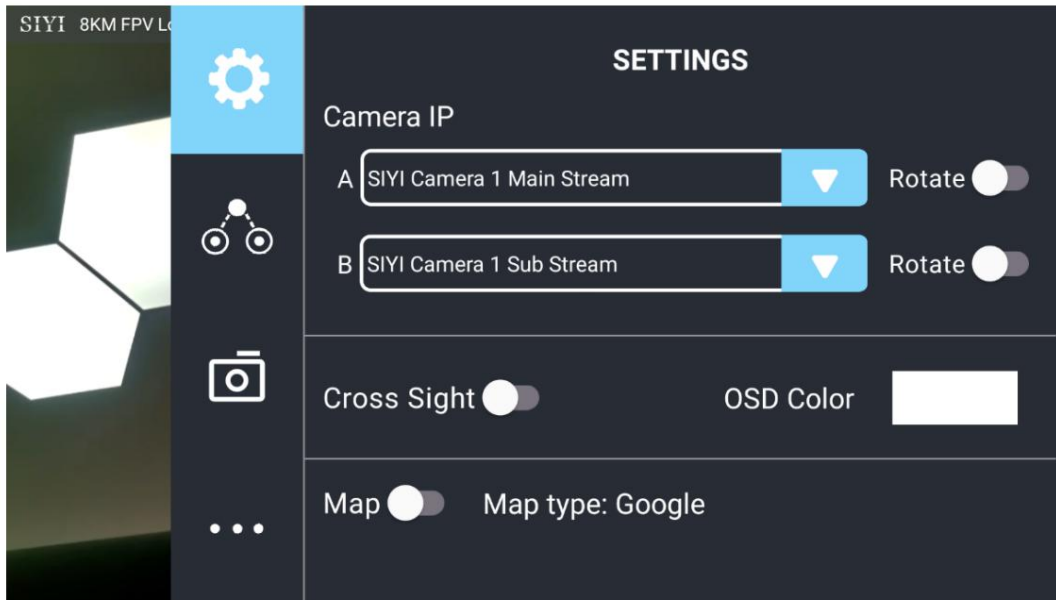 SIYI 8KM FPV L
SETTINGS
Camera IP
A SIYI Camera 1 Main Stream Rotate
B SIYI Camera 1 Sub Stream Rotate
Cross Sight OSD Color
Map Map type: Google